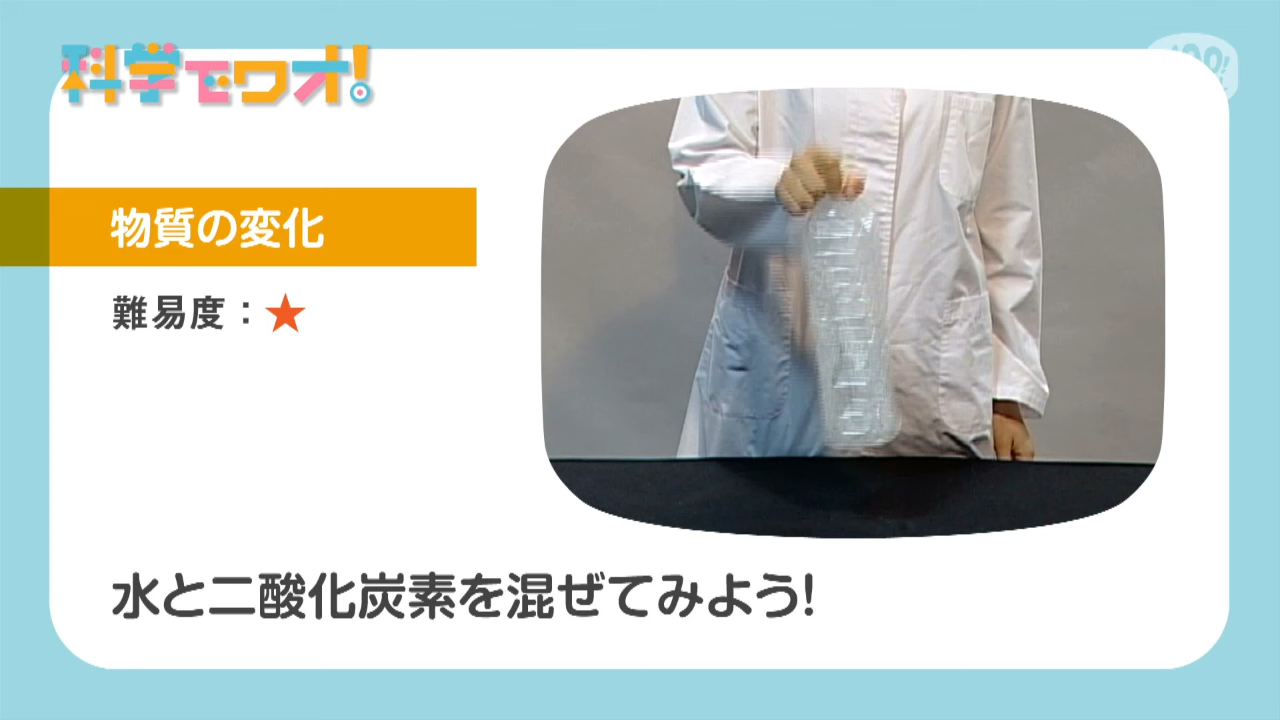 科学でワオ!
物質の変化
難易度：★
水と二酸化炭素を混ぜてみよう!